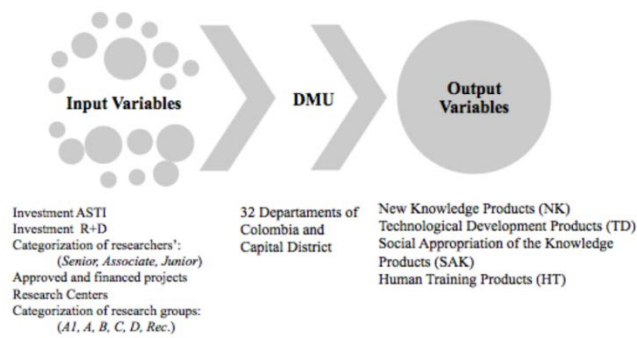 Input Variables
DMU
Output
Variables
Investment ASTI
Investment R+D
Categorization of researchers':
(Senior, Associate, Junior)
Approved and financed projects
Research Centers
Categorization of research groups:
(A1, A, B, C, D, Rec.)
32 Departaments of
Colombia and
Capital District
New Knowledge Products (NK)
Technological Development Products (TD)
Social Appropriation of the Knowledge
Products (SAK)
Human Training Products (HT)